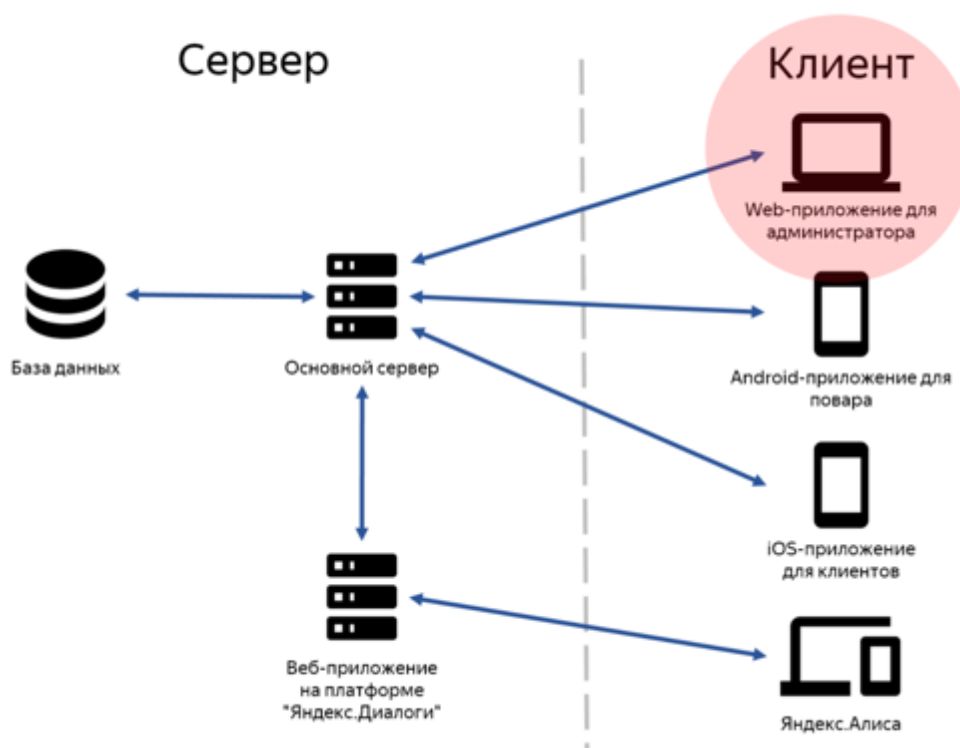 Сервер
Клиент
Web-приложение для
администратора
База данных
Основной сервер
Android-приложение для
повара
iOS-приложение
для клиентов
Веб-приложение
на платформе
"Яндекс.Диалоги"
Яндекс.Алиса